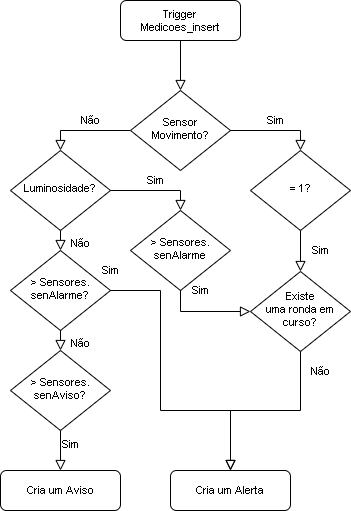 Trigger
Medicoes_insert
Não
Sensor
Movimento?
Sim
Luminosidade?
Sim
= 1?
Não
> Sensores.
senAlarme
Sim
> Sensores.
senAlarme?
Sim
Sim
Existe
uma ronda em
curso?
Não
Não
> Sensores.
senAviso?
Sim
Cria um Aviso
Cria um Alerta